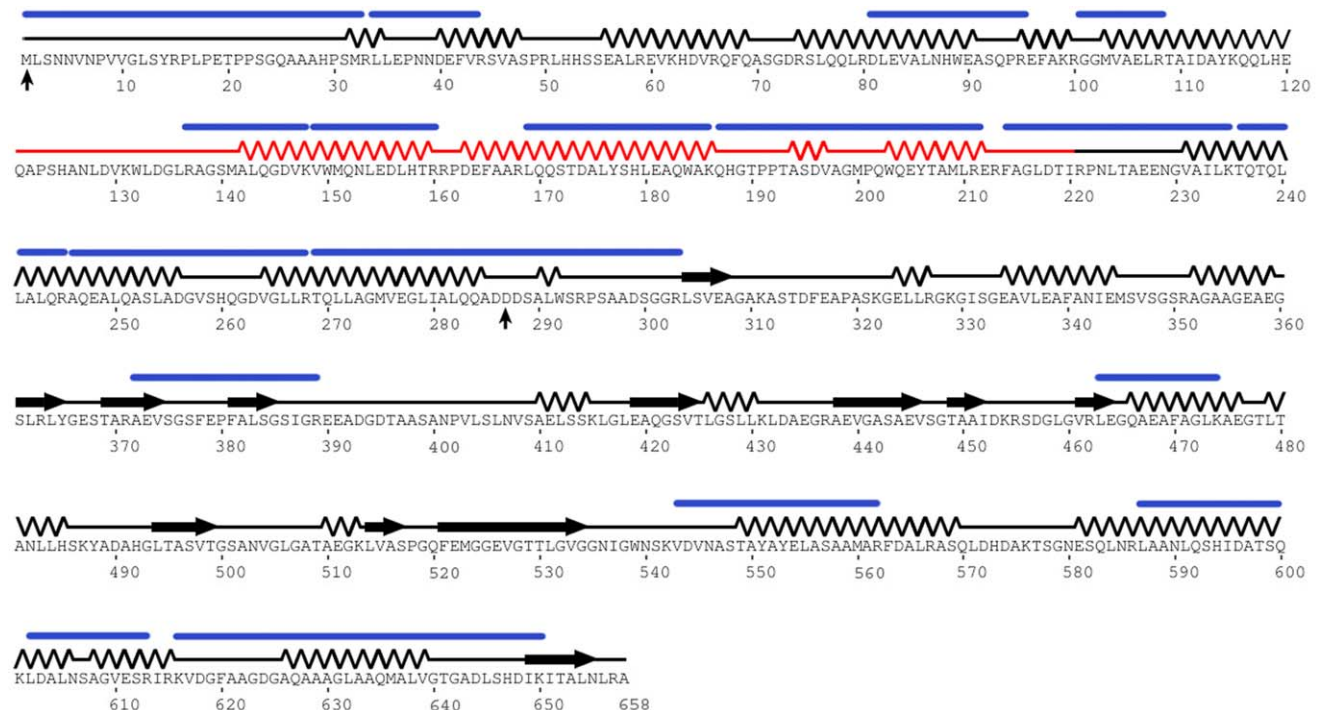 MLSNNVNPVVGLSYRPLPETPPSGQAAAHPSMRLLEPNNDEFVRSVASPRLHHSSEALREVKHDVRQFQASGDRSLQQLRDLEVALNHWEASQPREFAKRGGMVAELRTAIDAYKQQLHE
10 20 30 40 50 60 70 80 90 100 110 120
QAPSHANLDVKWLDGLRAGSMALQGDVKVWMQNLEDLHTRRPDEFAARLQQSTDALYSHLEAQWAKQHGTPPTASDVAGMPQWQEYTAMLRERFAGLDTIRPNLTAEENGVAILKTQTQL
130 140 150 160 170 180 190 200 210 220 230 240
LALQRAQEALQASLADGVSHQGDVGLLRTQLLAGMVEGLIALQQADDDSALWSRPSAADSGGRLSVEAGAKASTDFEAPASKGELLRGKGISGEAVLEAFANIEMSVSGSRAGAAGEAEG
250 260 270 280 290 300 310 320 330 340 350 360
SLRLYGESTARAEVSGSFEPFALSGSIGREEADGDTAASANPVLSLNVSAELSSKLGLEAQGSVTLGSLLKLDAEGRAEVGASAEVSGTAAIDKRSDGLGVRLEGQAEAFAGLKAEGTLT
370 380 390 400 410 420 430 440 450 460 470 480
ANLLHSKYADAHGLTASVTGSANVGLGATAEGKLVASPGQFEMGGEVGTTLGVGGNIGWNSKVDVNASTAYAYELASAAMARFDALRASQLDHDAKTSGNESQLNRLAANLQSHIDATSQ
490 500 510 520 530 540 550 560 570 580 590 600
KLDALNSAGVESRIRKVDGFAAGDGAQAAAGLAAQMALVGTGADLSHDIKITALNLRA
610 620 630 640 650 658